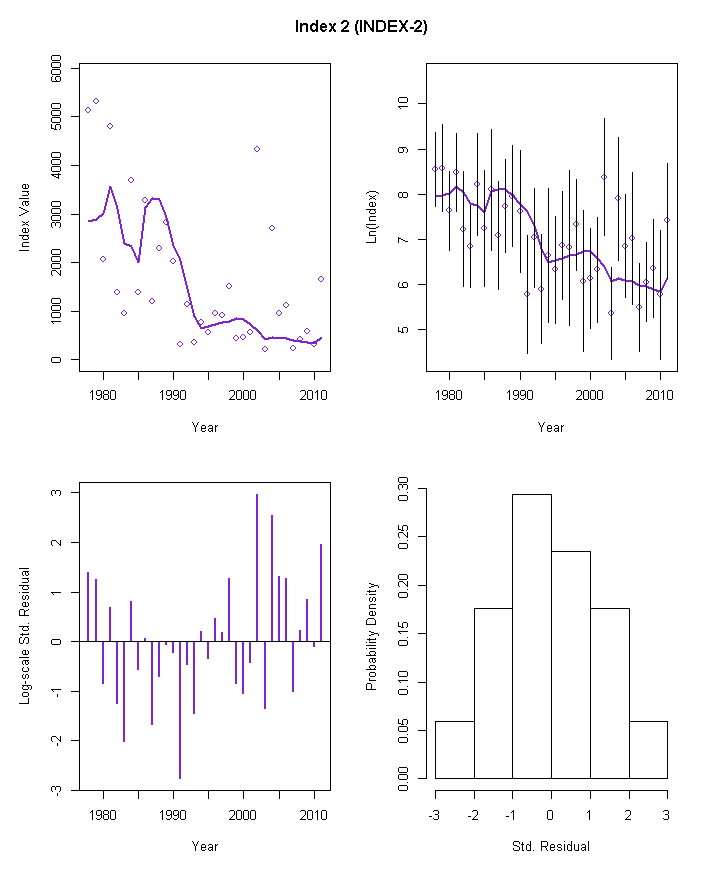 Index 2 (INDEX-2)
Index Value
6000
5000
4000
3000
2000
1000
0
1980 1990 2000 2010
Year
Ln(Index)
10
9
8
7
6
5
1980 1990 2000 2010
Year
Log-scale Std. Residual
3
2
1
0
-1
-2
-3
1980 1990 2000 2010
Year
Probability Density
0.30
0.25
0.20
0.15
0.10
0.05
0.00
-3 -2 -1 0 1 2 3
Std. Residual